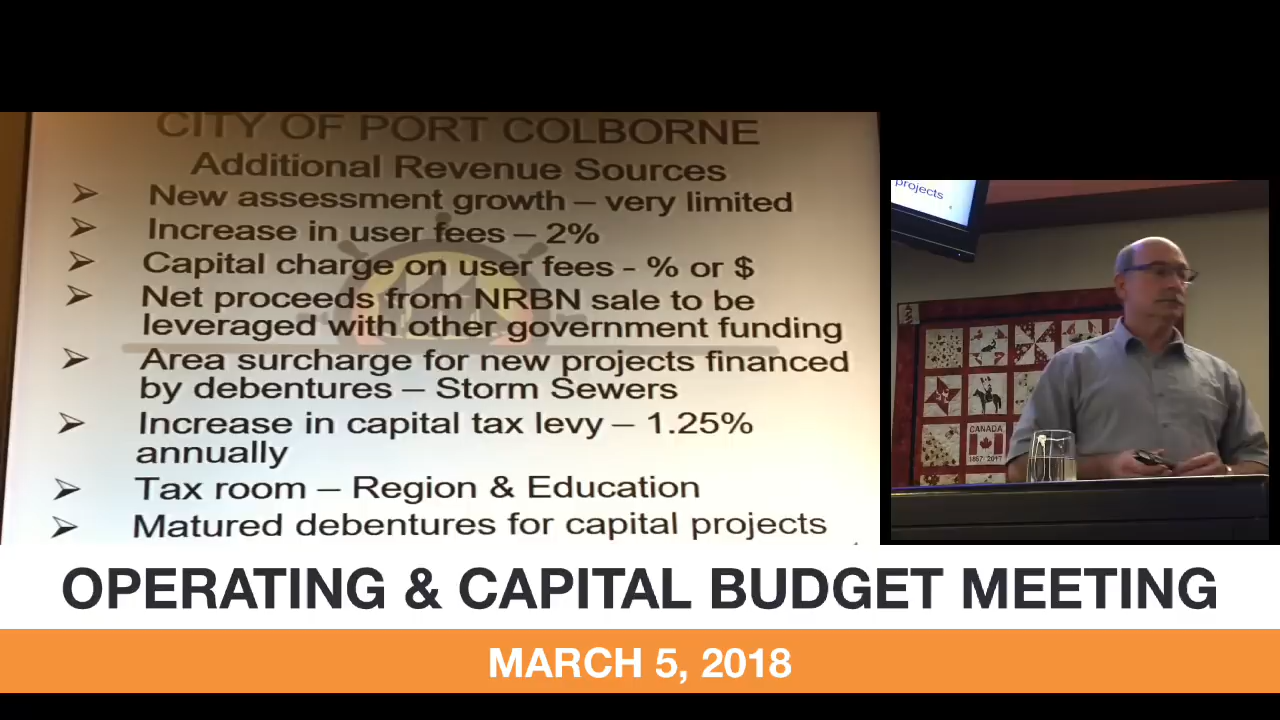 CITY OF PORT COLBORNE
Additional Revenue Sources
➢ New assessment growth – very limited
➢ Increase in user fees – 2%
➢ Capital charge on user fees - % or $
➢ Net proceeds from NRBN sale to be
leveraged with other government funding
➢ Area surcharge for new projects financed
by debentures – Storm Sewers
➢ Increase in capital tax levy – 1.25%
annually
➢ Tax room – Region & Education
➢ Matured debentures for capital projects
projects
CANADA
1867-2017
OPERATING & CAPITAL BUDGET MEETING
MARCH 5, 2018